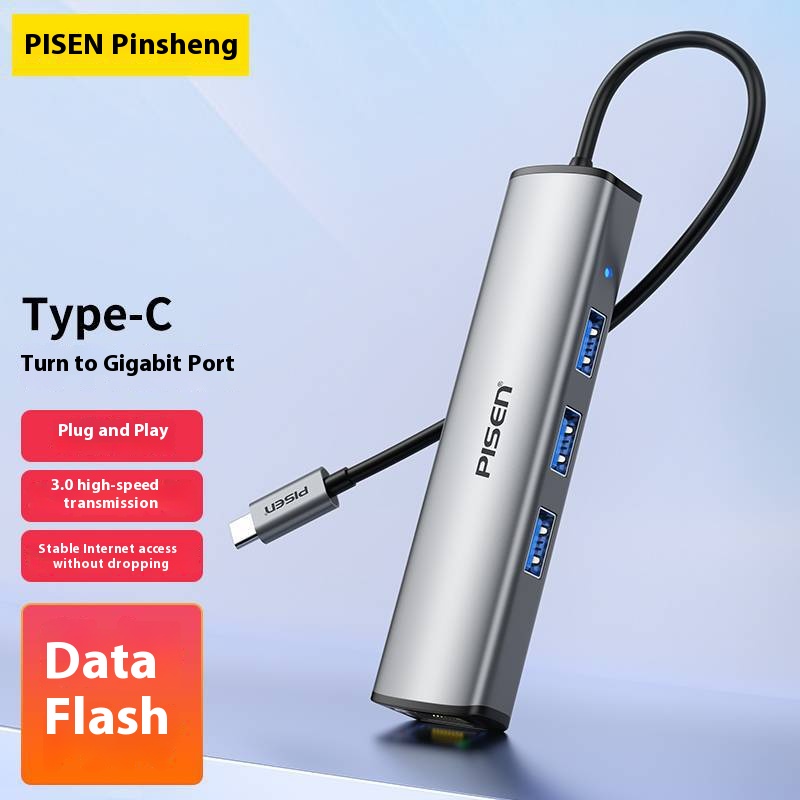 PISEN Pinsheng
Type-C
Turn to Gigabit Port
Plug and Play
3.0 high-speed
transmission
Stable Internet access
without dropping
Data
Flash
PISEN®
PISEN®